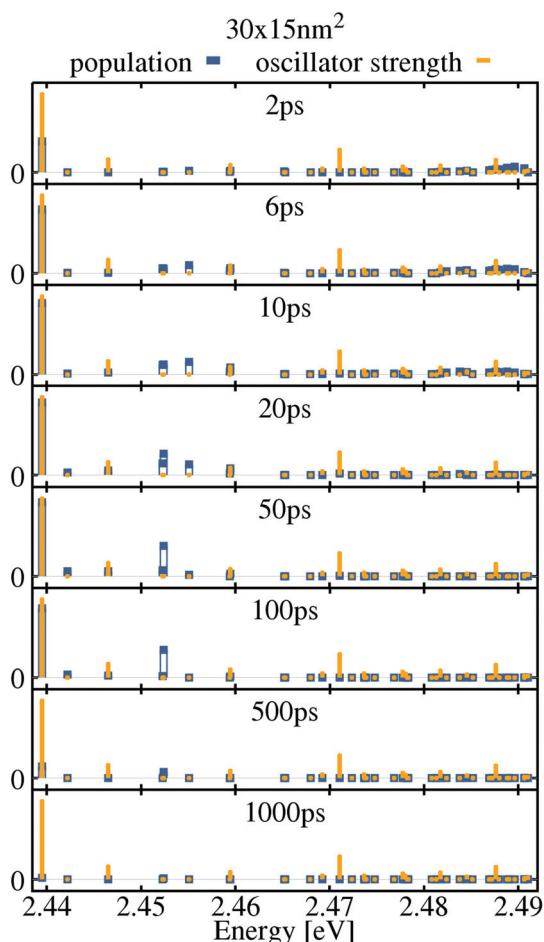 30x15nm²
population oscillator strength
2ps
0
6ps
0
10ps
0
20ps
0
50ps
0
100ps
0
500ps
0
1000ps
0
2.44 2.45 2.46 2.47 2.48 2.49
Energy [eV]